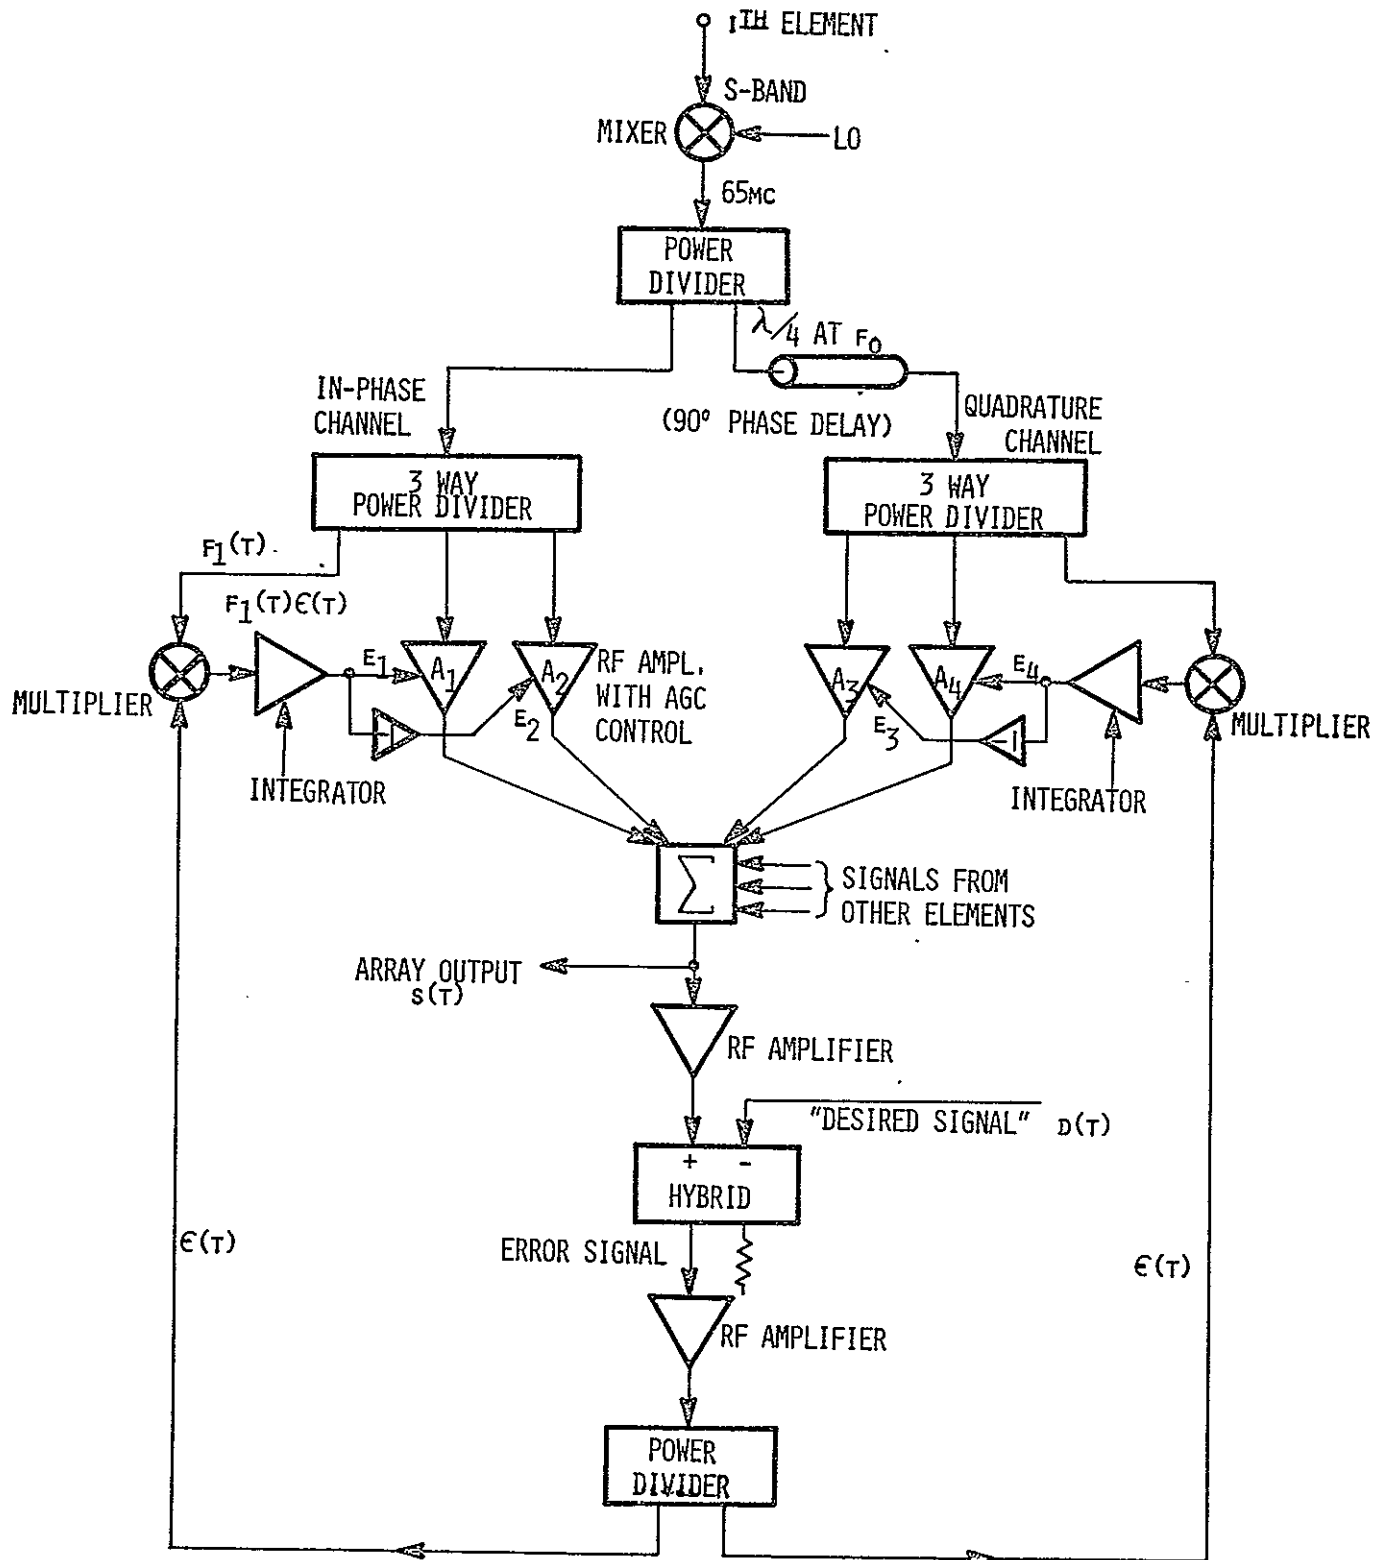 ITH ELEMENT
S-BAND
MIXER
LO
65MC
POWER
DIVIDER
λ/4 AT F0
IN-PHASE
CHANNEL
(90° PHASE DELAY)
QUADRATURE
CHANNEL
3 WAY
POWER DIVIDER
3 WAY
POWER DIVIDER
F1(T)
F1(T)ϵ(T)
E1
A1
A2
RF AMPL.
WITH AGC
CONTROL
A3
A4
E4
MULTIPLIER
-1
E2
E3
-1
MULTIPLIER
INTEGRATOR
INTEGRATOR
Σ
SIGNALS FROM
OTHER ELEMENTS
ARRAY OUTPUT
S(T)
RF AMPLIFIER
"DESIRED SIGNAL" D(T)
+ -
HYBRID
ϵ(T)
ERROR SIGNAL
ϵ(T)
RF AMPLIFIER
POWER
DIVIDER